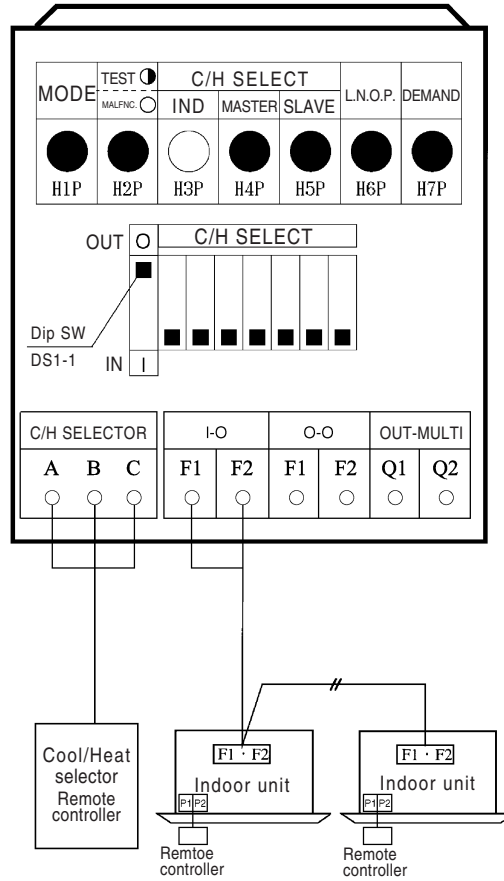 TEST
C/H SELECT
MODE
L.N.O.P.
DEMAND
MALFNC.
IND
MASTER
SLAVE
H1P
H2P
H3P
H4P
H5P
H6P
H7P
OUT
O
C/H SELECT
Dip SW
DS1-1
IN
I
C/H SELECTOR
I-O
O-O
OUT-MULTI
A
B
C
F1
F2
F1
F2
Q1
Q2
Cool/Heat
selector
Remote
controller
F1 · F2
Indoor unit
P1 P2
Remtoe
controller
F1 · F2
Indoor unit
P1 P2
Remote
controller